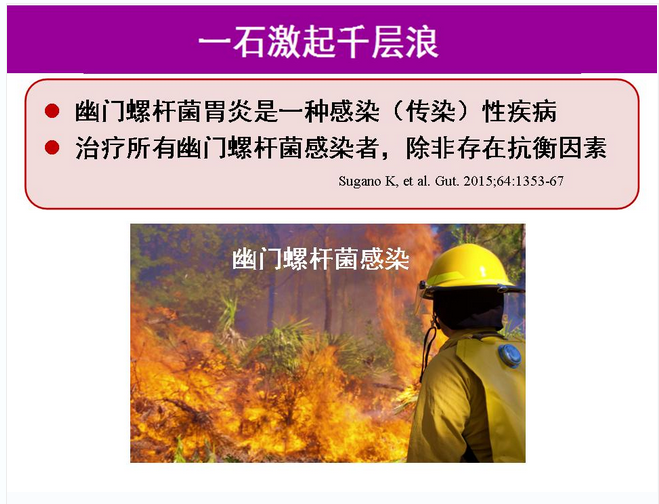 一石激起千层浪
幽门螺杆菌胃炎是一种感染（传染）性疾病
治疗所有幽门螺杆菌感染者，除非存在抗衡因素
Sugano K, et al. Gut. 2015;64:1353-67
幽门螺杆菌感染